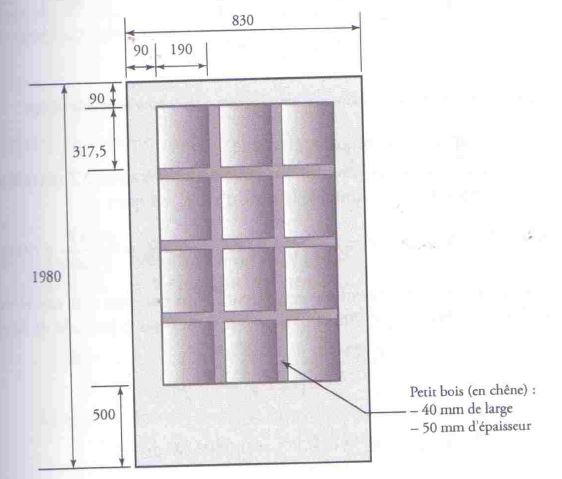 830
90
190
90
317,5
1980
500
Petit bois (en chêne) :
– 40 mm de large
– 50 mm d'épaisseur